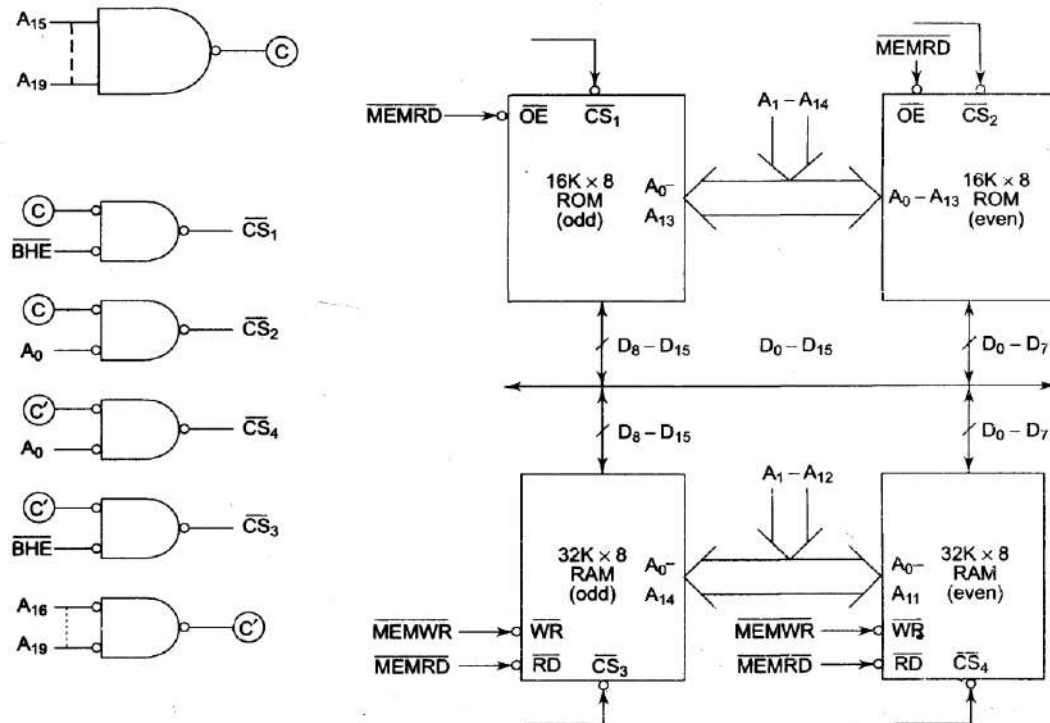 A15
A19
C
C
BHE
CS1
C
A0
CS2
C'
A0
CS4
C'
BHE
CS3
A16
A19
C'
MEMRD
OE
CS1
16K × 8
ROM
(odd)
A0–
A13
A1 – A14
MEMRD
OE
CS2
A0 – A13
16K × 8
ROM
(even)
D8 – D15
D0 – D15
D0 – D7
D8 – D15
D0 – D7
32K × 8
RAM
(odd)
A0–
A14
MEMWR
WR
MEMRD
RD
CS3
A1 – A12
32K × 8
RAM
(even)
A0–
A11
MEMWR
WR
MEMRD
RD
CS4